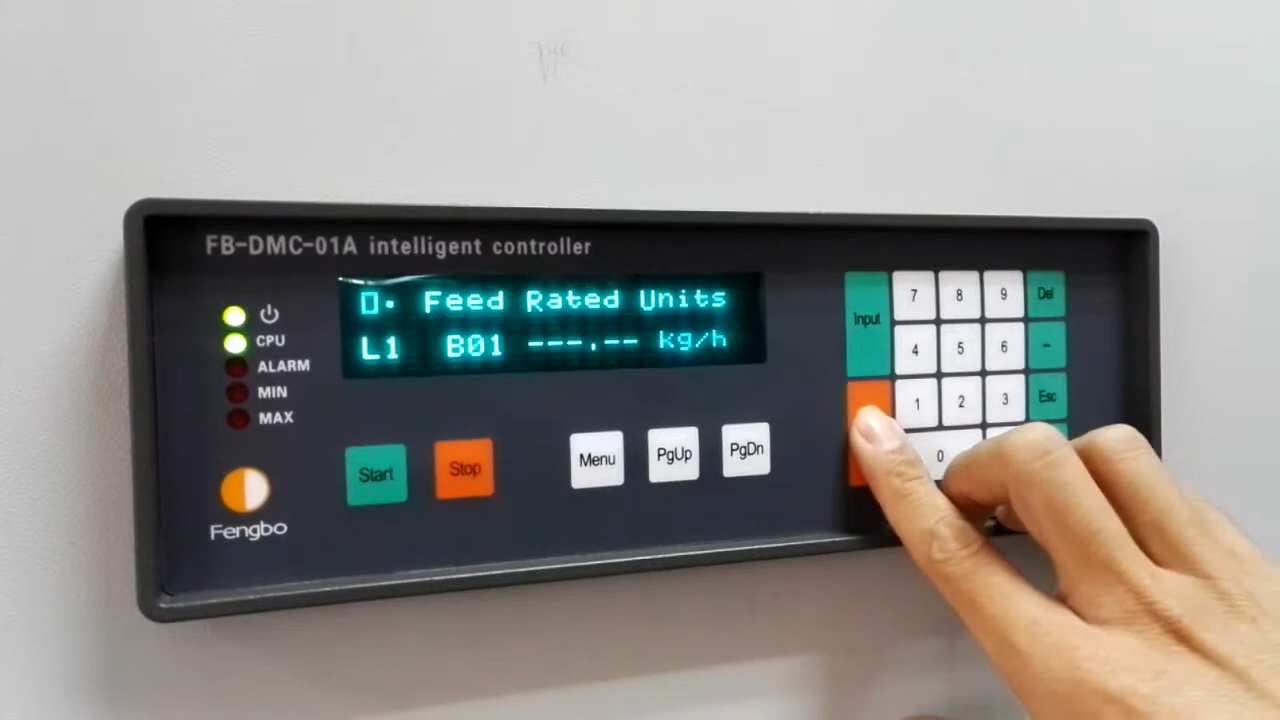 FB-DMC-01A intelligent controller
▯. Feed Rated Units
L1 B01 ---.-- kg/h
CPU
ALARM
MIN
MAX
Fengbo
Start
Stop
Menu
PgUp
PgDn
Input
7 8 9 Del
4 5 6 -
1 2 3 Esc
0